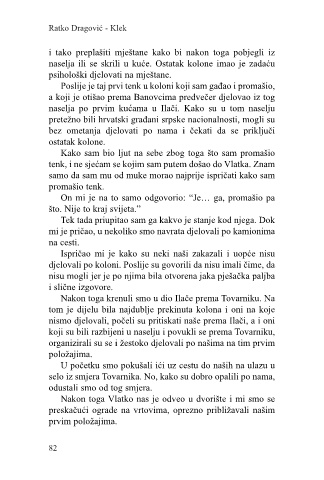 Ratko Dragović - Klek
i tako preplašiti mještane kako bi nakon toga pobjegli iz
naselja ili se skrili u kuće. Ostatak kolone imao je zadaću
psihološki djelovati na mještane.
Poslije je taj prvi tenk u koloni koji sam gađao i promašio,
a koji je otišao prema Banovcima predvečer djelovao iz tog
naselja po prvim kućama u Ilači. Kako su u tom naselju
pretežno bili hrvatski građani srpske nacionalnosti, mogli su
bez ometanja djelovati po nama i čekati da se priključi
ostatak kolone.
Kako sam bio ljut na sebe zbog toga što sam promašio
tenk, i ne sjećam se kojim sam putem došao do Vlatka. Znam
samo da sam mu od muke morao najprije ispričati kako sam
promašio tenk.
On mi je na to samo odgovorio: “Je… ga, promašio pa
što. Nije to kraj svijeta.”
Tek tada priupitao sam ga kakvo je stanje kod njega. Dok
mi je pričao, u nekoliko smo navrata djelovali po kamionima
na cesti.
Ispričao mi je kako su neki naši zakazali i uopće nisu
djelovali po koloni. Poslije su govorili da nisu imali čime, da
nisu mogli jer je po njima bila otvorena jaka pješačka paljba
i slične izgovore.
Nakon toga krenuli smo u dio Ilače prema Tovarniku. Na
tom je dijelu bila najdublje prekinuta kolona i oni na koje
nismo djelovali, počeli su pritiskati naše prema Ilači, a i oni
koji su bili razbijeni u naselju i povukli se prema Tovarniku,
organizirali su se i žestoko djelovali po našima na tim prvim
položajima.
U početku smo pokušali ići uz cestu do naših na ulazu u
selo iz smjera Tovarnika. No, kako su dobro opalili po nama,
odustali smo od tog smjera.
Nakon toga Vlatko nas je odveo u dvorište i mi smo se
preskačući ograde na vrtovima, oprezno približavali našim
prvim položajima.
82